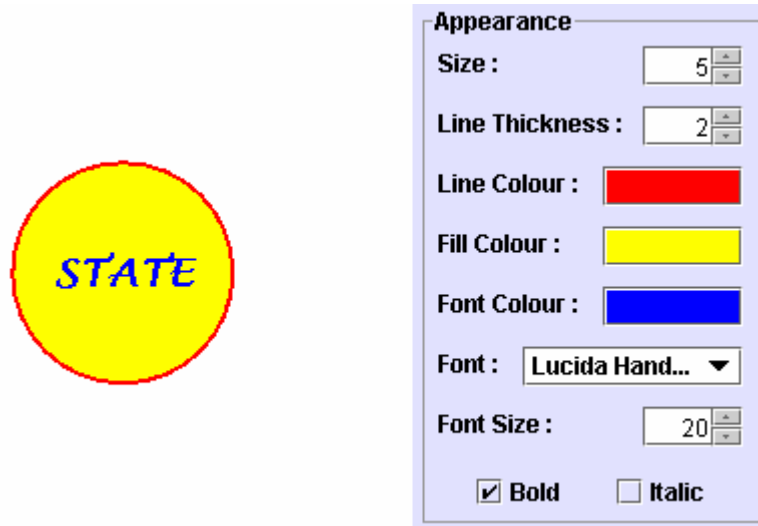 STATE
Appearance
Size : 5
Line Thickness : 2
Line Colour :
Fill Colour :
Font Colour :
Font : Lucida Hand...
Font Size : 20
Bold Italic